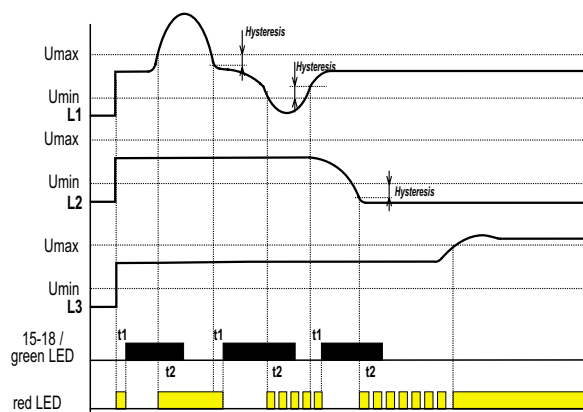 Hysteresis
Umax
Hysteresis
Umin
L1
Umax
Umin
Hysteresis
L2
Umax
Umin
L3
t1 t1 t1
15-18 /
green LED
t2 t2 t2
red LED